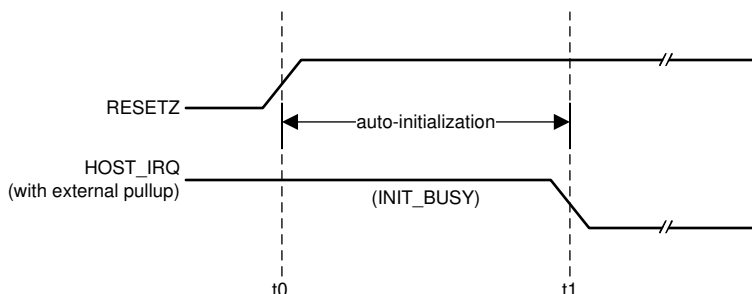 RESETZ
auto-initialization
HOST_IRQ
(with external pullup)
(INIT_BUSY)
t0
t1